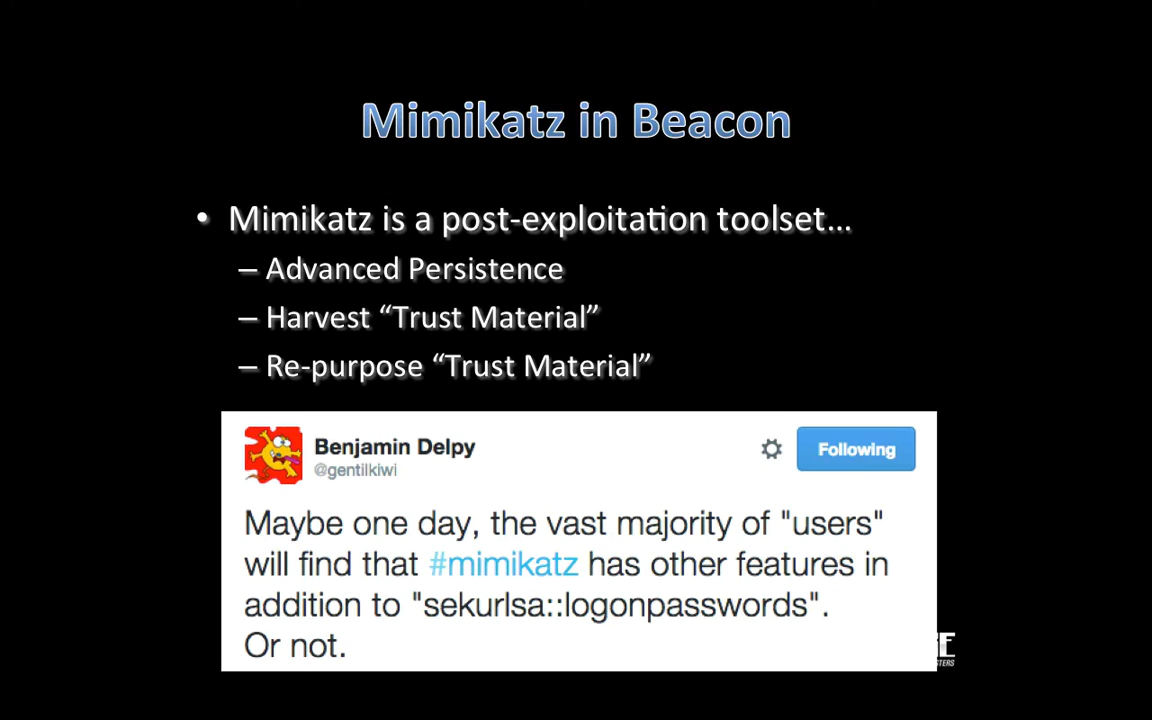 Mimikatz in Beacon
• Mimikatz is a post-exploitation toolset…
– Advanced Persistence
– Harvest “Trust Material”
– Re-purpose “Trust Material”
Benjamin Delpy
@gentilkiwi
Following
Maybe one day, the vast majority of "users"
will find that #mimikatz has other features in
addition to "sekurlsa::logonpasswords".
Or not.